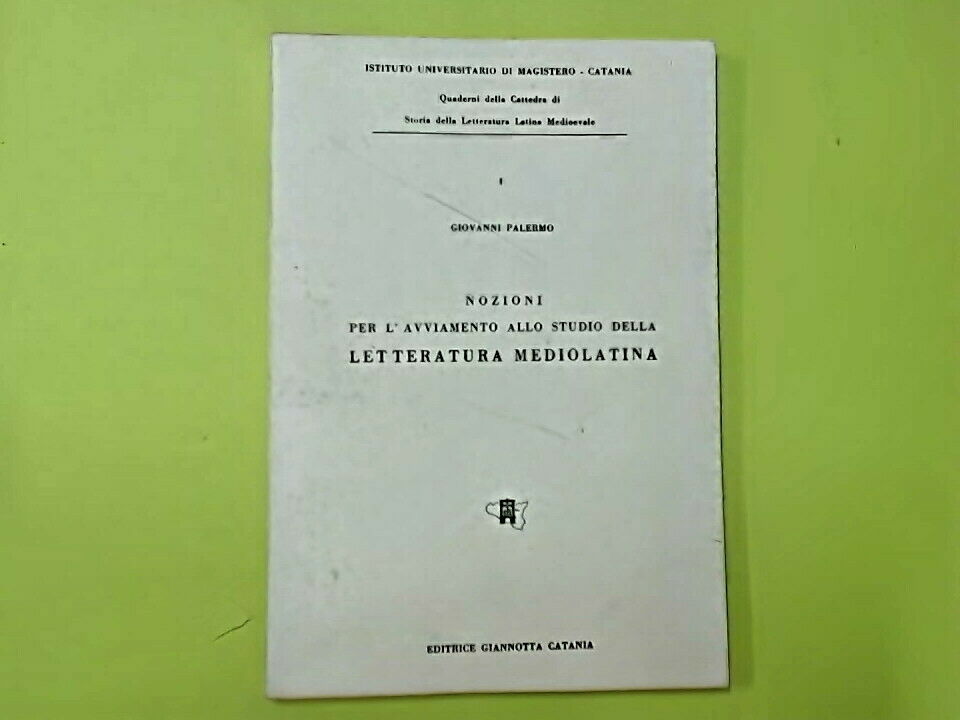 ISTITUTO UNIVERSITARIO DI MAGISTERO - CATANIA
Quaderni della Cattedra di
Storia della Letteratura Latina Medioevale
I
GIOVANNI PALERMO
NOZIONI
PER L'AVVIAMENTO ALLO STUDIO DELLA
LETTERATURA MEDIOLATINA
EDITRICE GIANNOTTA CATANIA